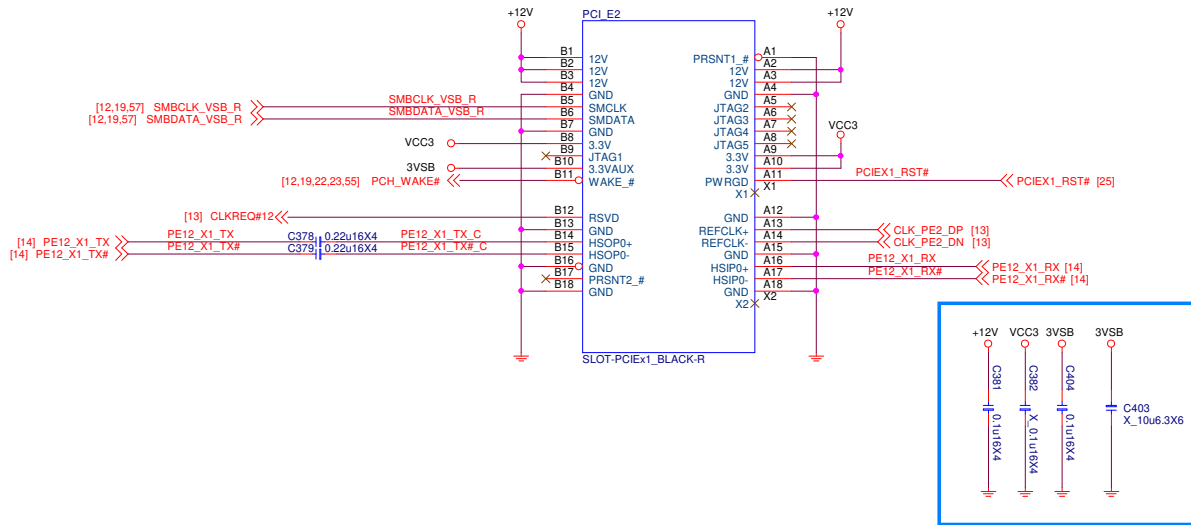 +12V PCI_E2 +12V
B1 12V PRSNT1_# A1
B2 12V 12V A2
B3 12V 12V A3
B4 GND GND A4
[12,19,57] SMBCLK_VSB_R SMBCLK_VSB_R B5 SMCLK JTAG2 A5
[12,19,57] SMBDATA_VSB_R SMBDATA_VSB_R B6 SMDATA JTAG3 A6
B7 GND JTAG4 A7
VCC3 B8 3.3V JTAG5 A8 VCC3
B9 JTAG1 3.3V A9
3VSB B10 3.3VAUX 3.3V A10
[12,19,22,23,55] PCH_WAKE# B11 WAKE_# PWRGD A11 PCIEX1_RST# PCIEX1_RST# [25]
X1 X1
[13] CLKREQ#12 B12 RSVD GND A12
B13 GND REFCLK+ A13 CLK_PE2_DP [13]
[14] PE12_X1_TX PE12_X1_TX C378 0.22u16X4 PE12_X1_TX_C B14 HSOP0+ REFCLK- A14 CLK_PE2_DN [13]
[14] PE12_X1_TX# PE12_X1_TX# C379 0.22u16X4 PE12_X1_TX#_C B15 HSOP0- GND A15
B16 GND HSIP0+ A16 PE12_X1_RX PE12_X1_RX [14]
B17 PRSNT2_# HSIP0- A17 PE12_X1_RX# PE12_X1_RX# [14]
B18 GND GND A18
X2 X2
SLOT-PCIEx1_BLACK-R
+12V VCC3 3VSB 3VSB
C381 C382 C404 C403
0.1u16X4 X_0.1u16X4 0.1u16X4 X_10u6.3X6